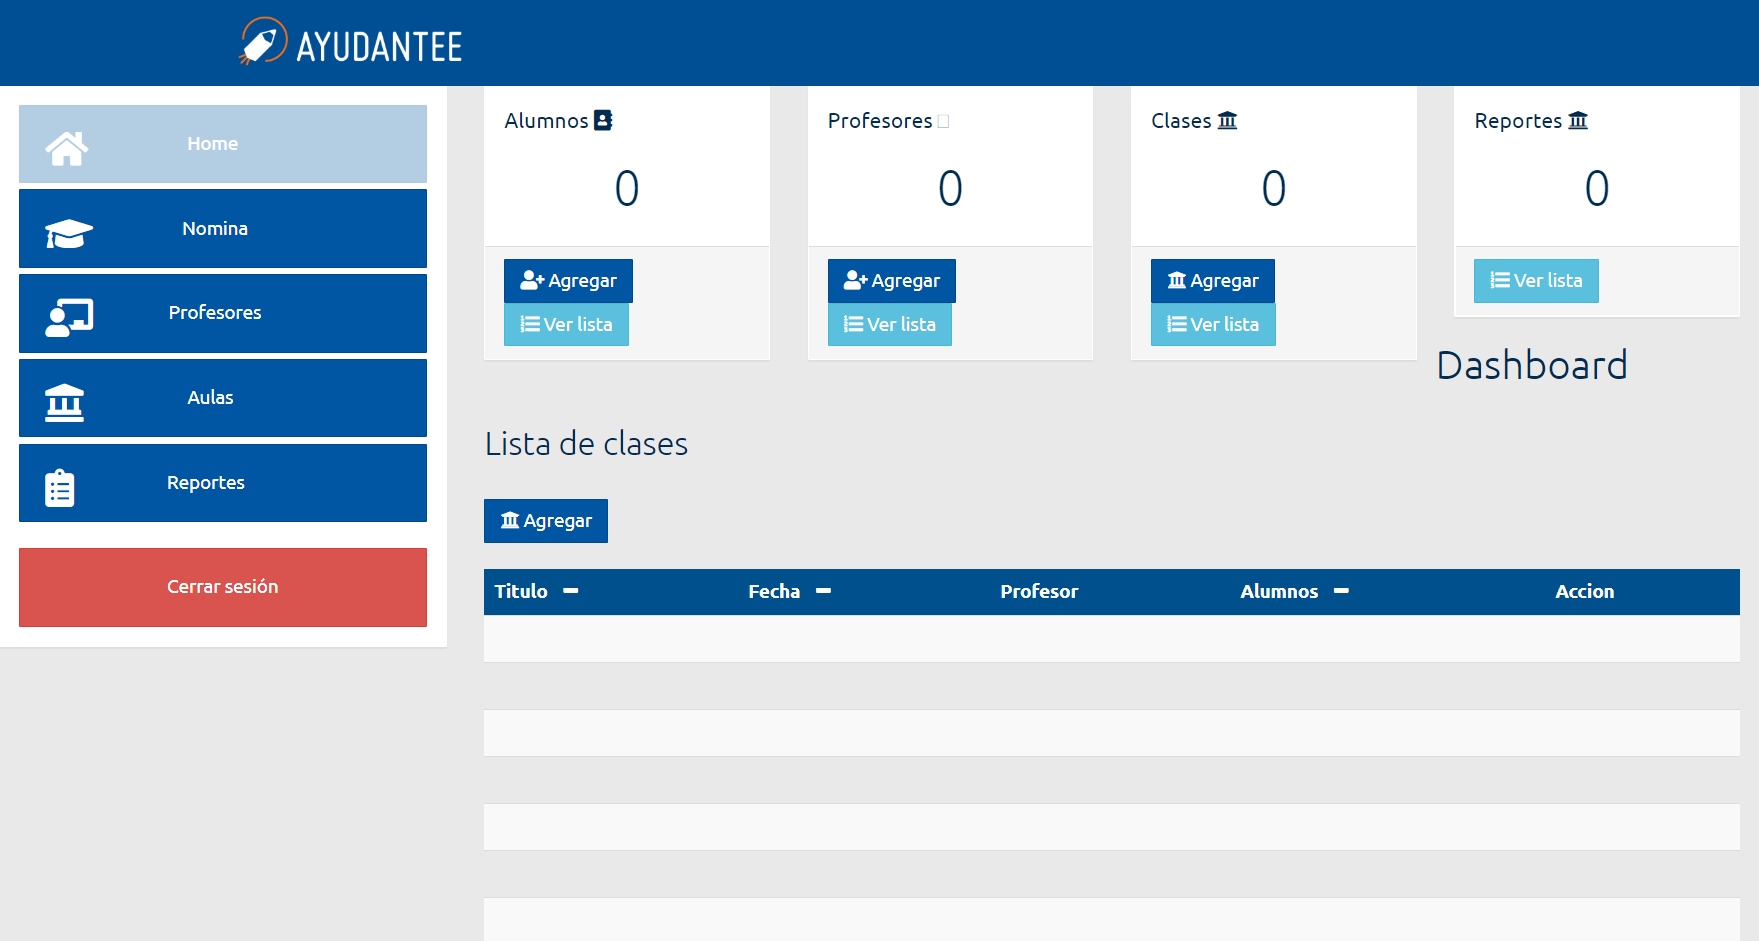 AYUDANTEE
Home
Nomina
Profesores
Aulas
Reportes
Cerrar sesión
Alumnos
0
Agregar
Ver lista
Profesores
0
Agregar
Ver lista
Clases
0
Agregar
Ver lista
Reportes
0
Ver lista
Dashboard
Lista de clases
Agregar
Titulo Fecha Profesor Alumnos Accion